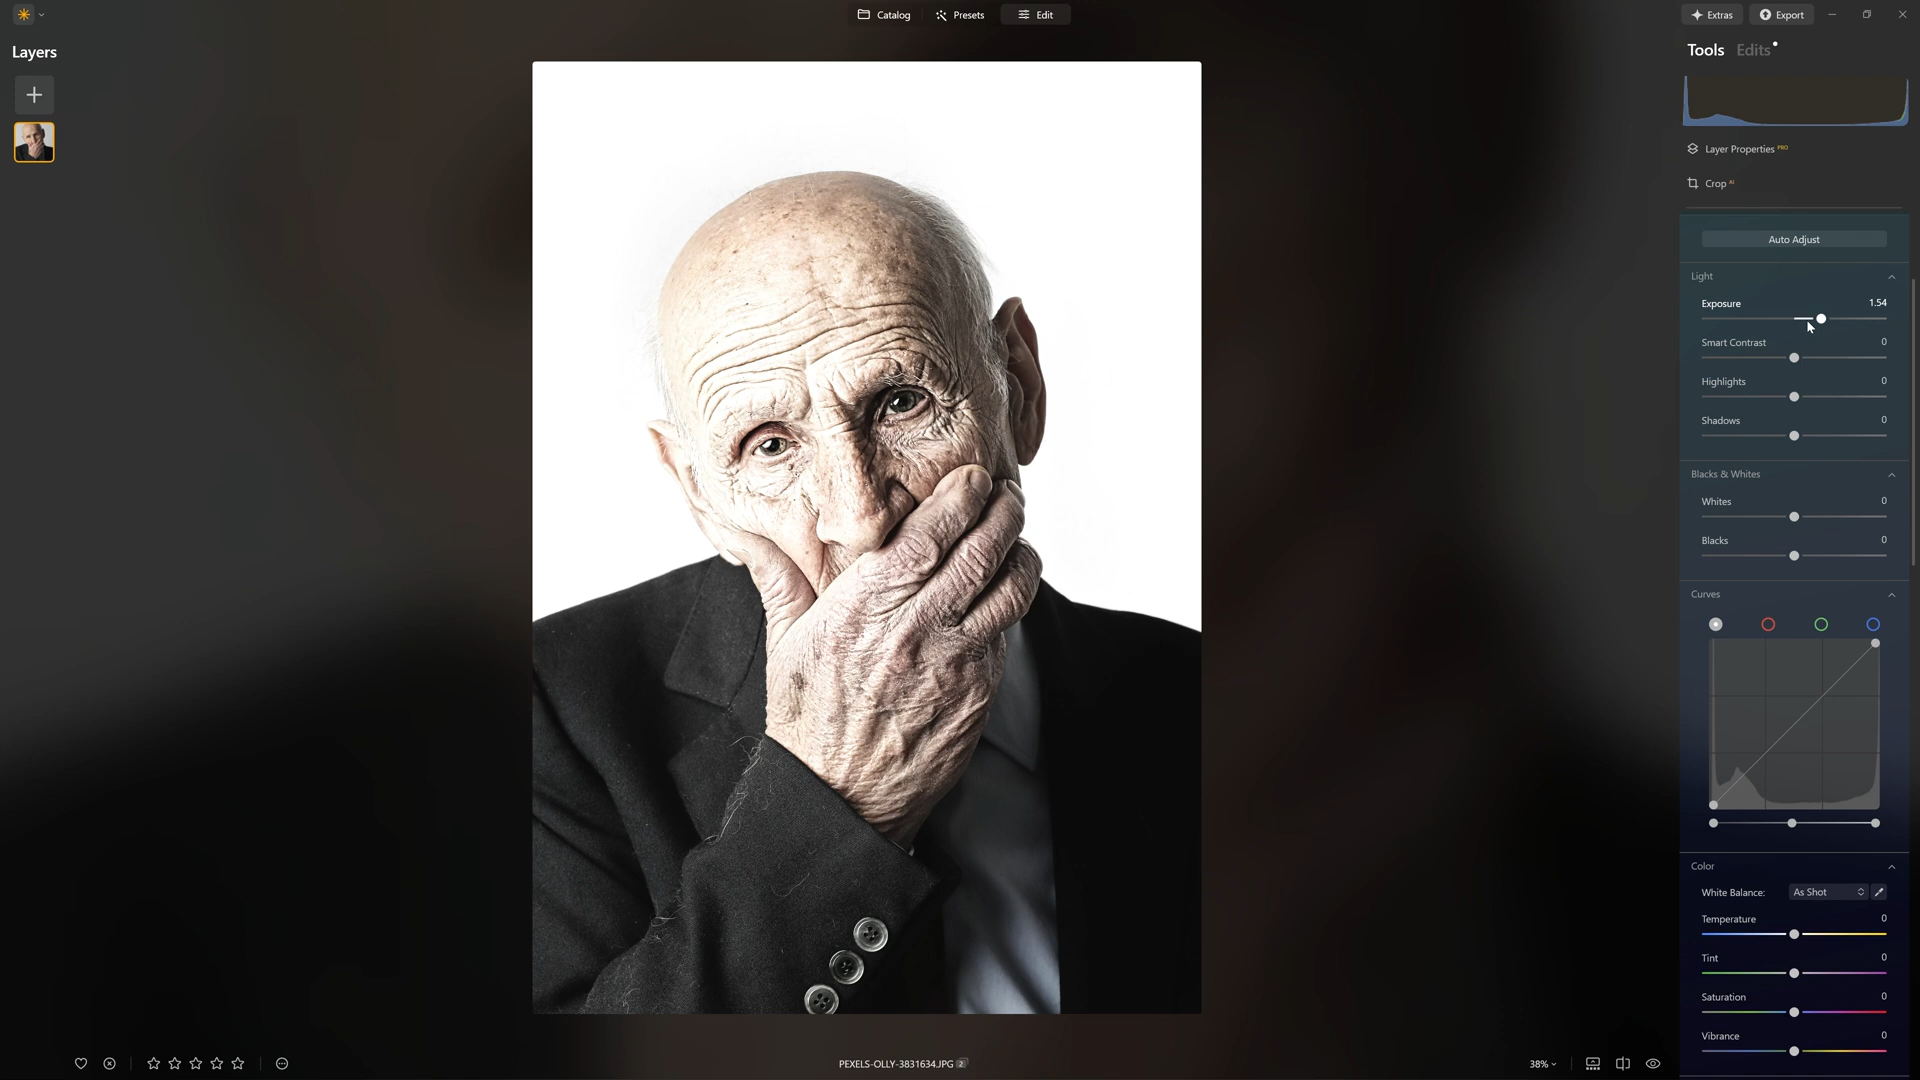 Catalog
Presets
Edit
Extras
Export
Layers
Tools Edits
Layer Properties PRO
Crop AI
Auto Adjust
Light
Exposure 1.54
Smart Contrast 0
Highlights 0
Shadows 0
Blacks & Whites
Whites 0
Blacks 0
Curves
Color
White Balance: As Shot
Temperature 0
Tint 0
Saturation 0
Vibrance 0
PEXELS-OLLY-3831634.JPG 2
38%